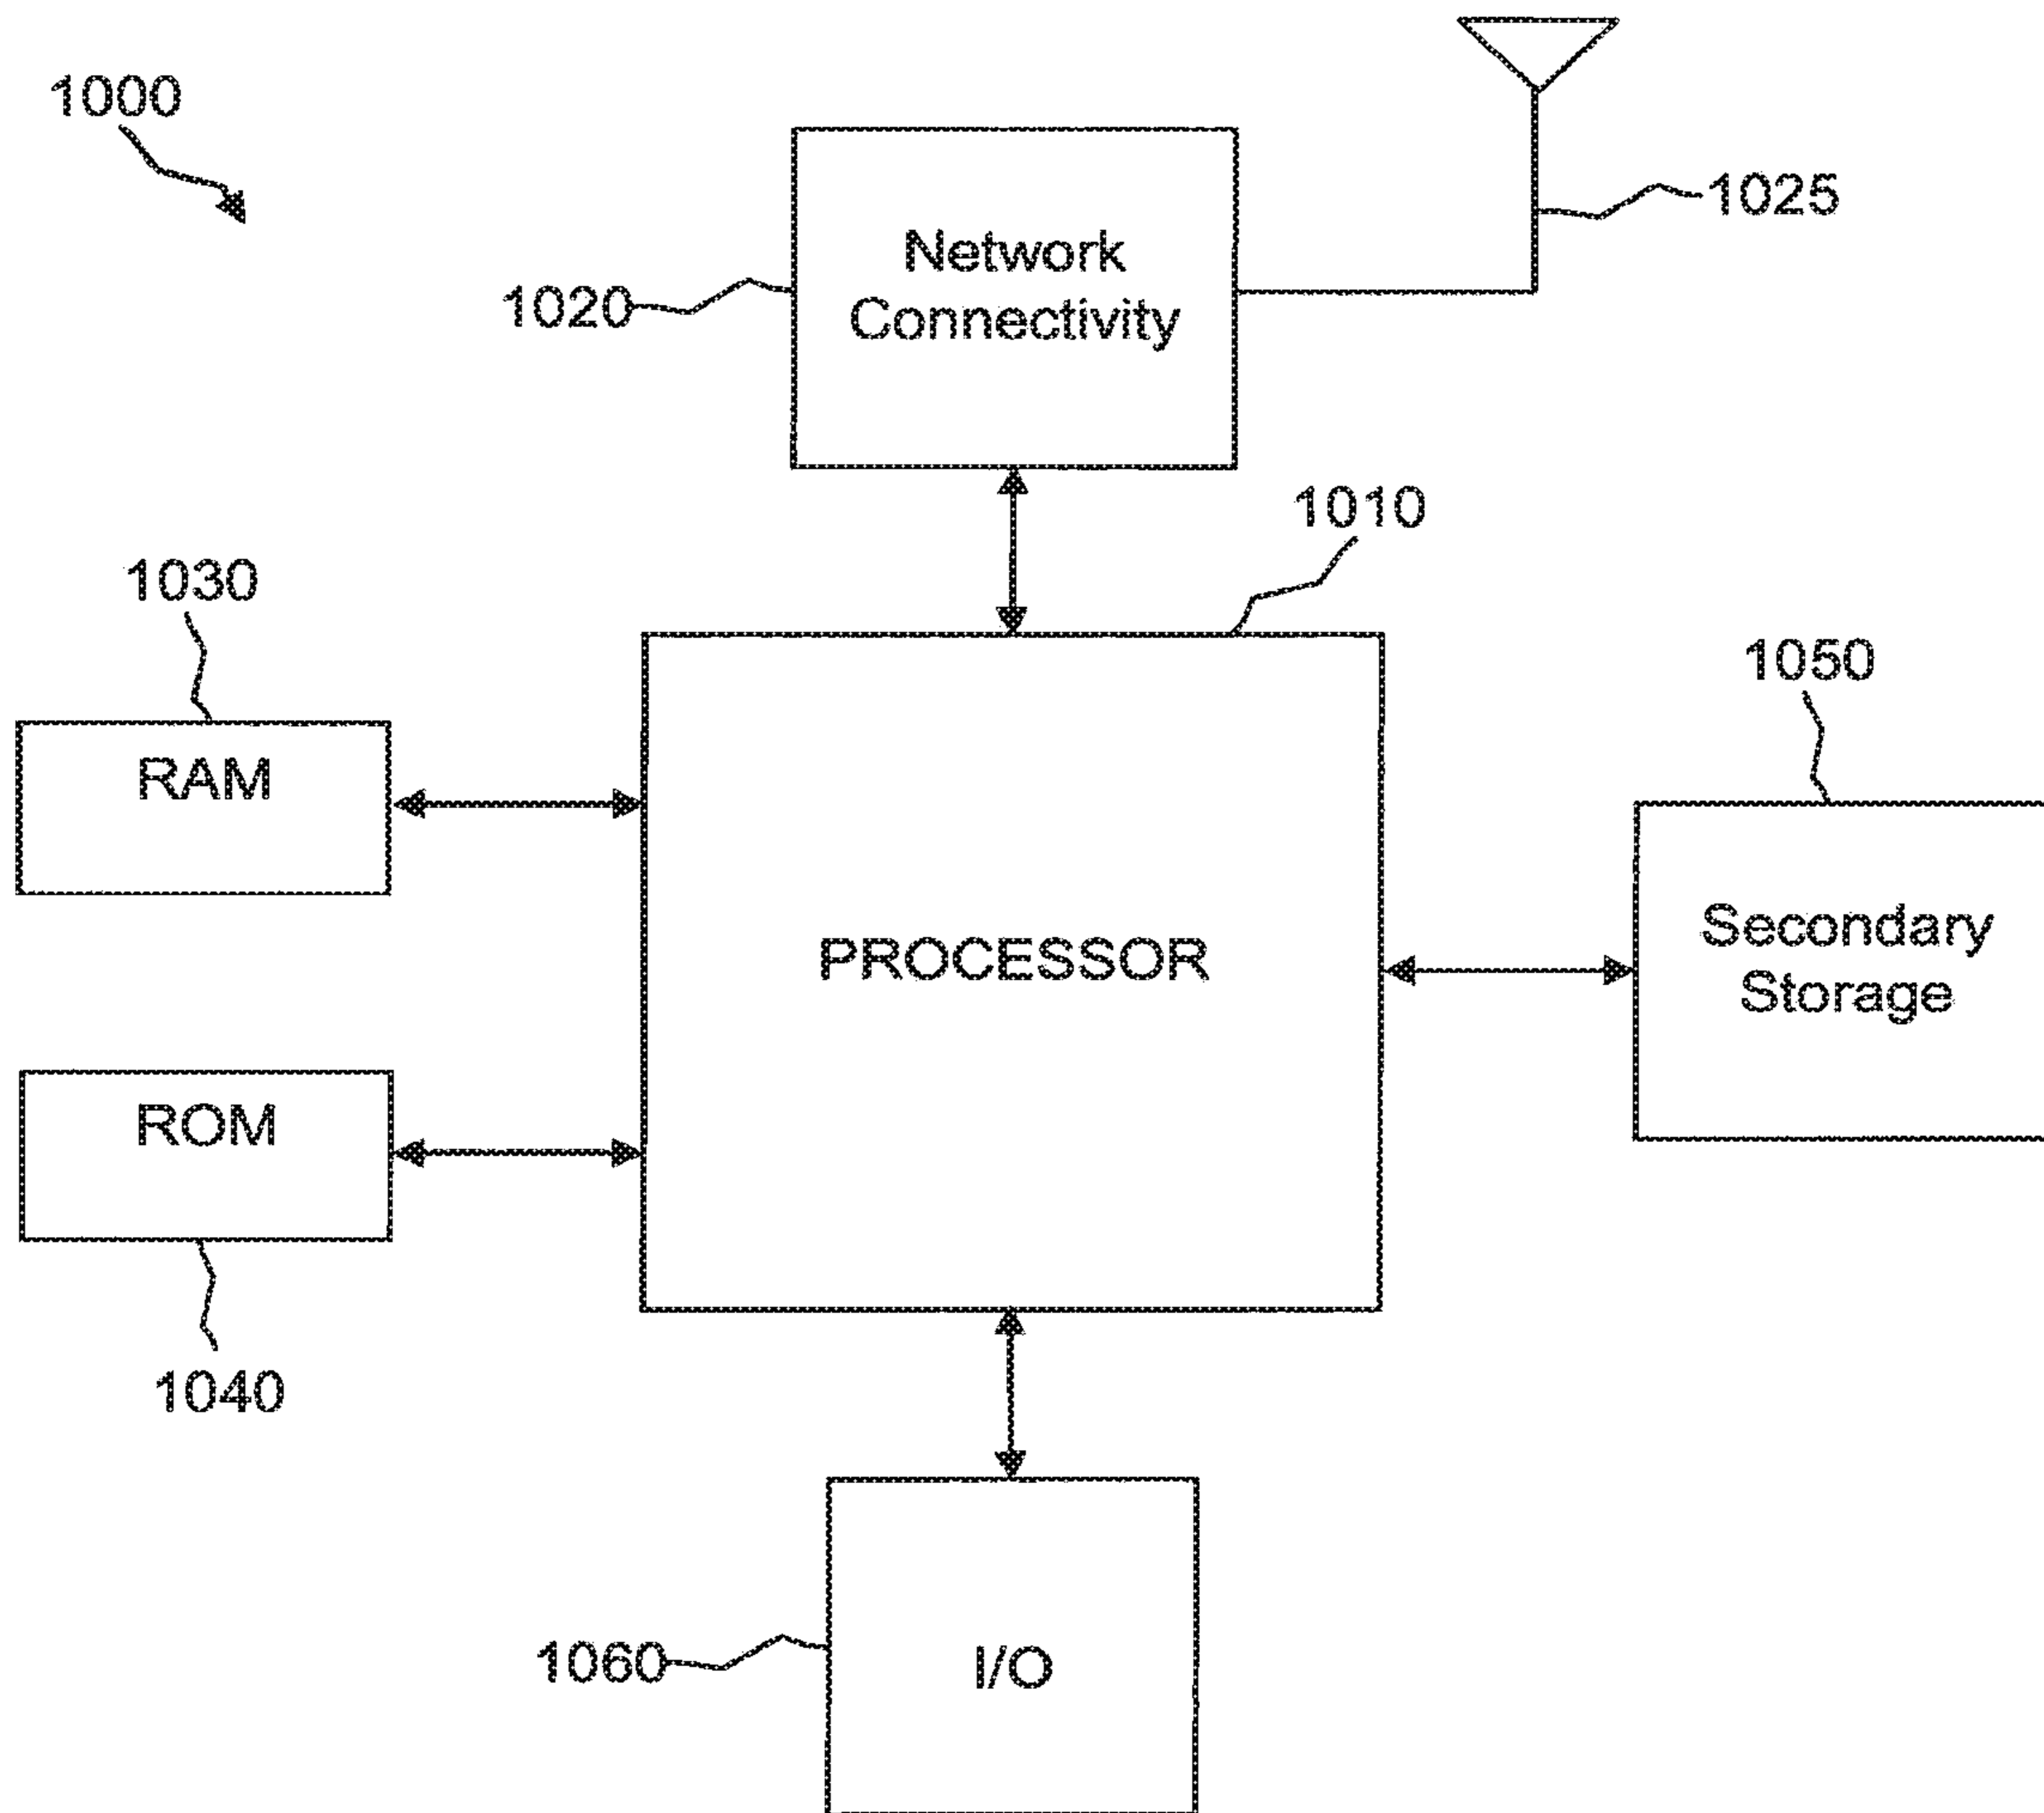 1000
1025
Network
Connectivity
1020
1010
1030
1050
RAM
Secondary
Storage
PROCESSOR
ROM
1040
1060
I/O